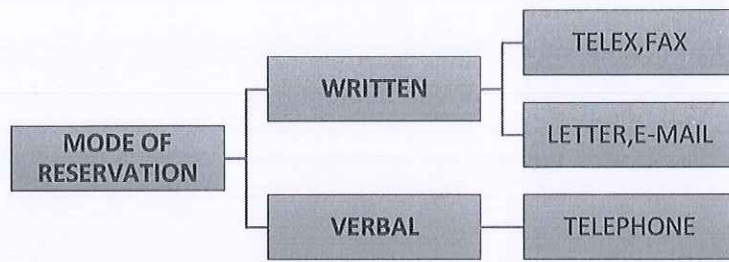 MODE OF
RESERVATION
WRITTEN
TELEX,FAX
LETTER,E-MAIL
VERBAL
TELEPHONE